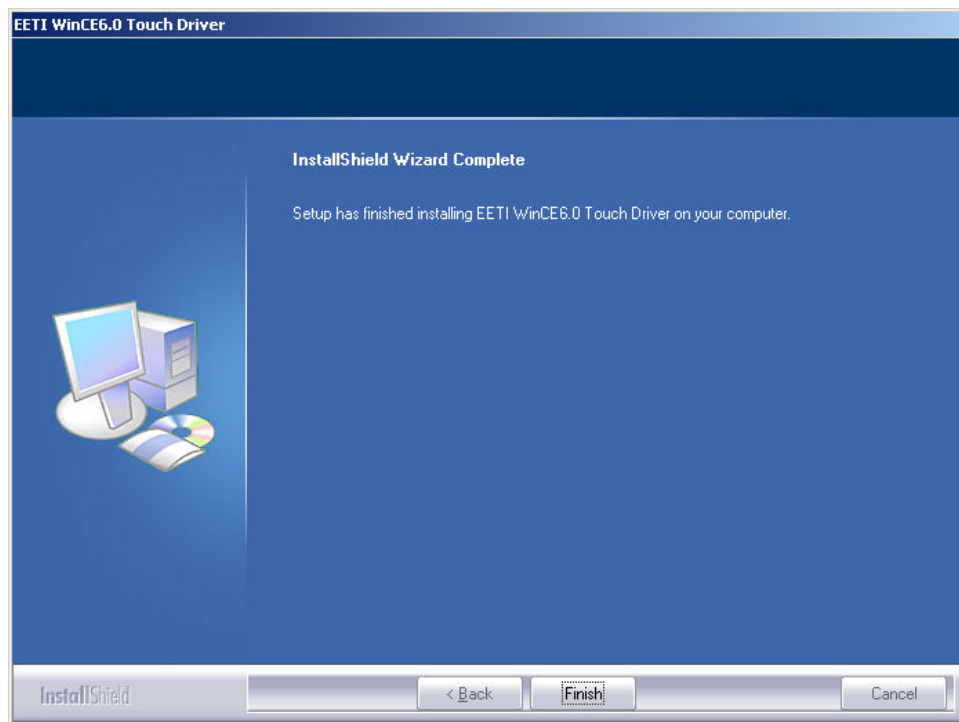 EETI WinCE6.0 Touch Driver
InstallShield Wizard Complete
Setup has finished installing EETI WinCE6.0 Touch Driver on your computer.
InstallShield
< Back
Finish
Cancel